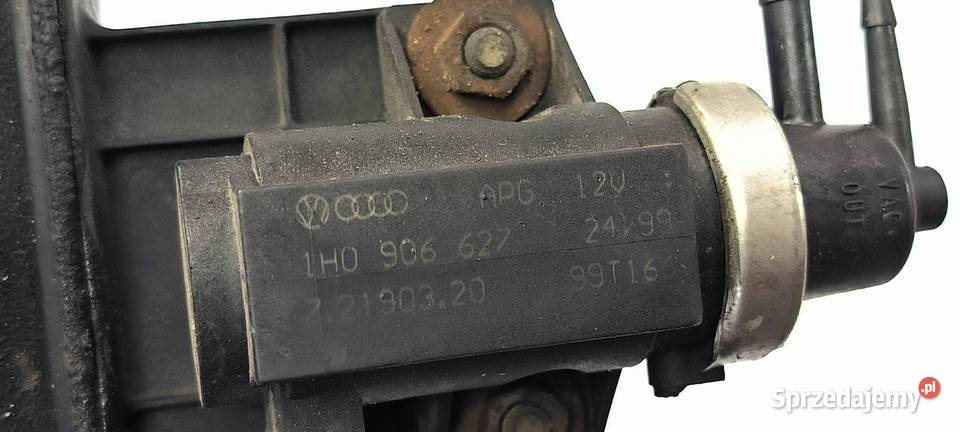 APG 12V
1H0 906 627 24/99
7.21903.20 99T16
VAC
OUT
Sprzedajemy.pl